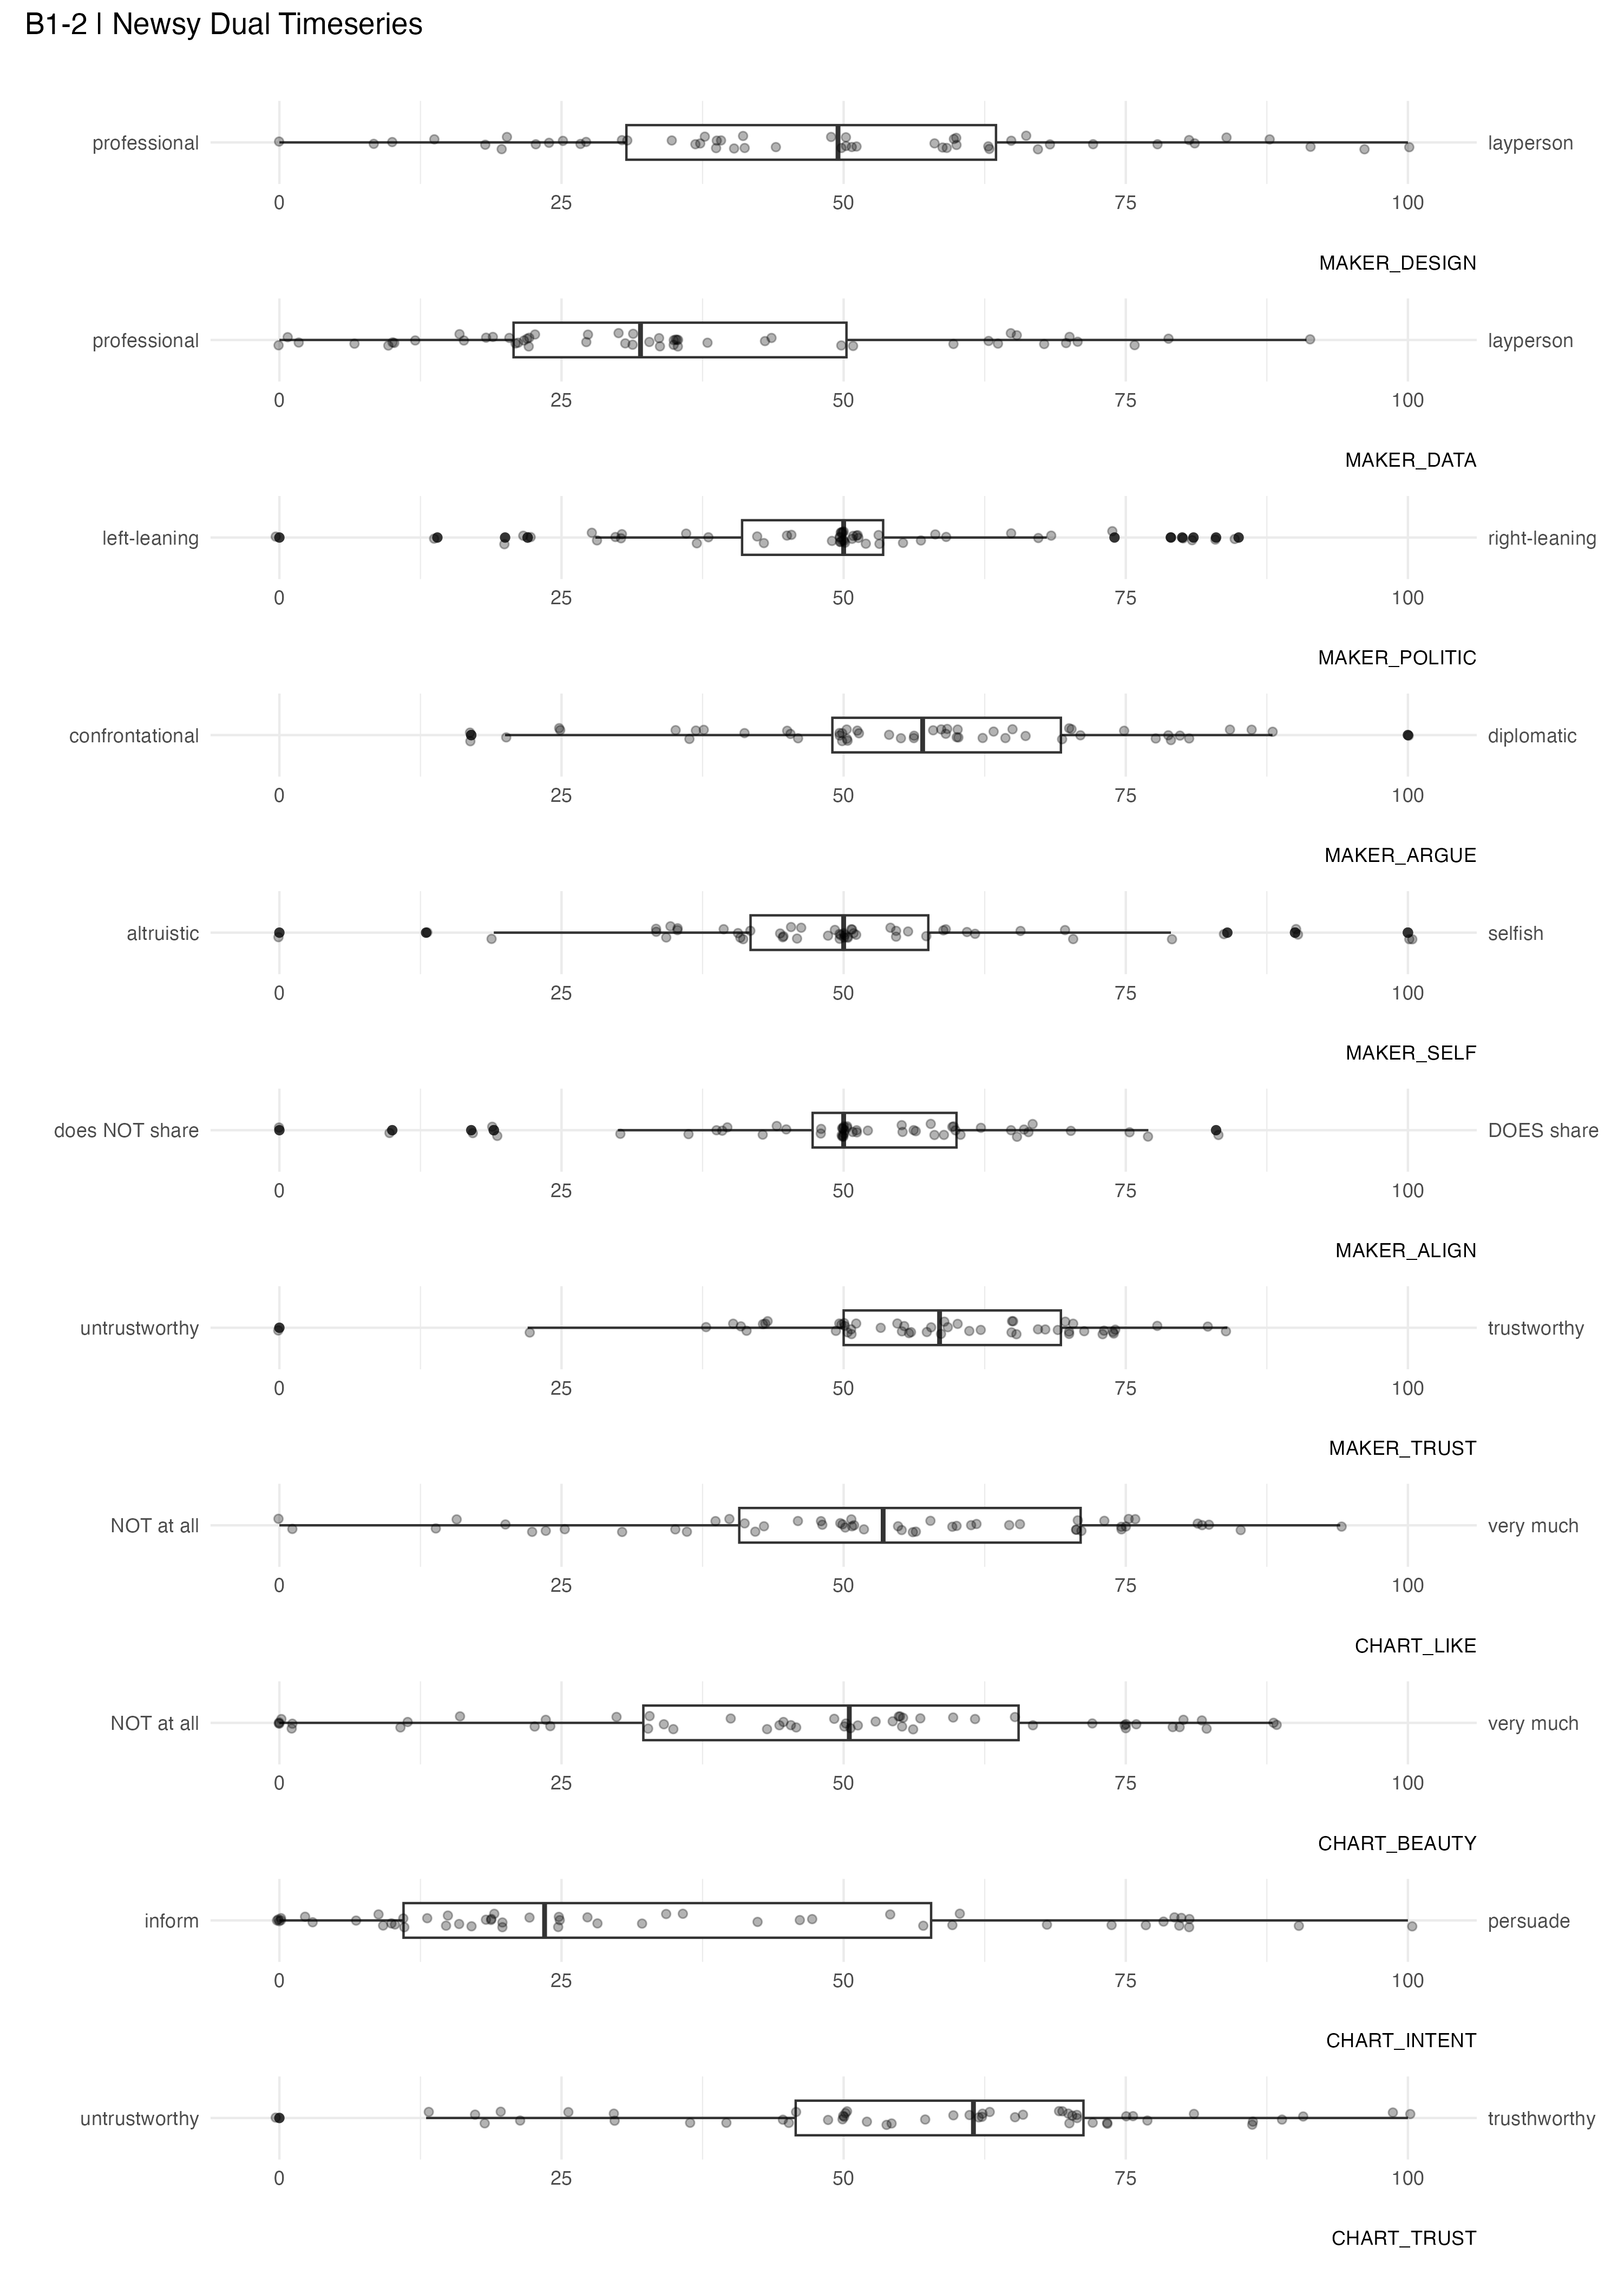 B1-2 | Newsy Dual Timeseries
professional layperson
0 25 50 75 100
MAKER_DESIGN
professional layperson
0 25 50 75 100
MAKER_DATA
left-leaning right-leaning
0 25 50 75 100
MAKER_POLITIC
confrontational diplomatic
0 25 50 75 100
MAKER_ARGUE
altruistic selfish
0 25 50 75 100
MAKER_SELF
does NOT share DOES share
0 25 50 75 100
MAKER_ALIGN
untrustworthy trustworthy
0 25 50 75 100
MAKER_TRUST
NOT at all very much
0 25 50 75 100
CHART_LIKE
NOT at all very much
0 25 50 75 100
CHART_BEAUTY
inform persuade
0 25 50 75 100
CHART_INTENT
untrustworthy trusthworthy
0 25 50 75 100
CHART_TRUST